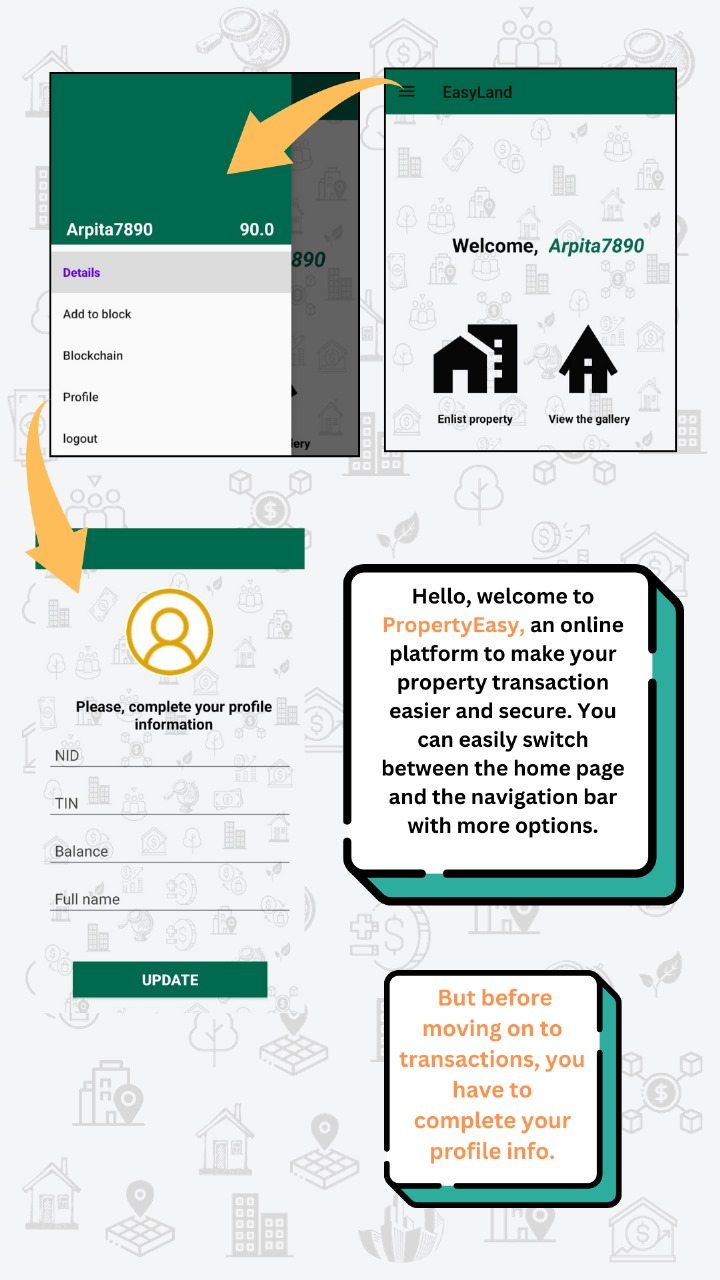 EasyLand
Arpita7890 90.0
Details
Add to block
Blockchain
Profile
logout
890
lery
Welcome, Arpita7890
Enlist property
View the gallery
Please, complete your profile
information
NID
TIN
Balance
Full name
UPDATE
Hello, welcome to
PropertyEasy, an online
platform to make your
property transaction
easier and secure. You
can easily switch
between the home page
and the navigation bar
with more options.
But before
moving on to
transactions, you
have to
complete your
profile info.